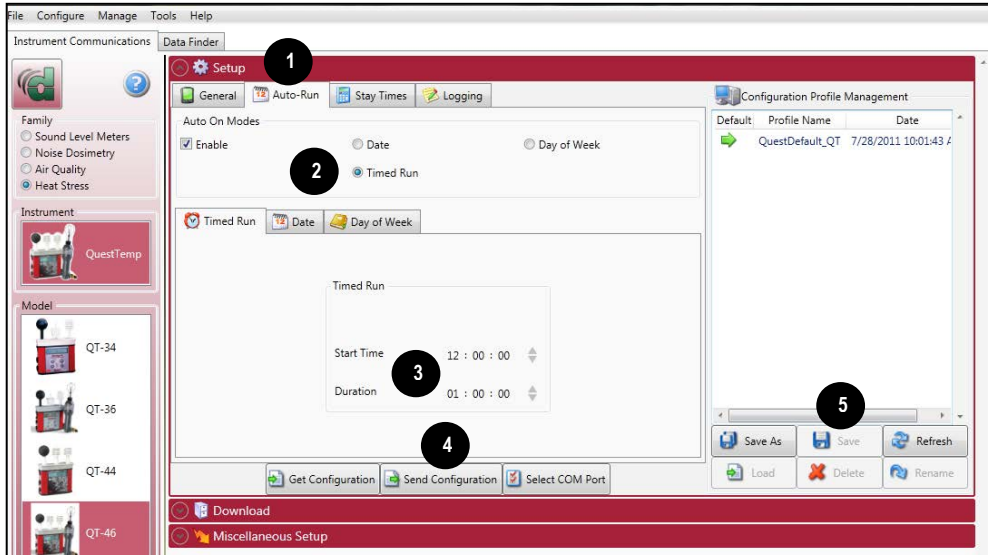 File Configure Manage Tools Help
Instrument Communications Data Finder
1
Setup
General 12 Auto-Run Stay Times Logging
Configuration Profile Management
Family
Sound Level Meters
Noise Dosimetry
Air Quality
Heat Stress
Auto On Modes
Enable Date Day of Week
2 Timed Run
Default Profile Name Date
QuestDefault_QT 7/28/2011 10:01:43 A
Instrument
QuestTemp
Timed Run 12 Date Day of Week
Model
QT-34
QT-36
QT-44
QT-46
Timed Run
Start Time 12 : 00 : 00
3
Duration 01 : 00 : 00
4
5
Get Configuration Send Configuration Select COM Port
Save As Save Refresh
Load Delete Rename
Download
Miscellaneous Setup